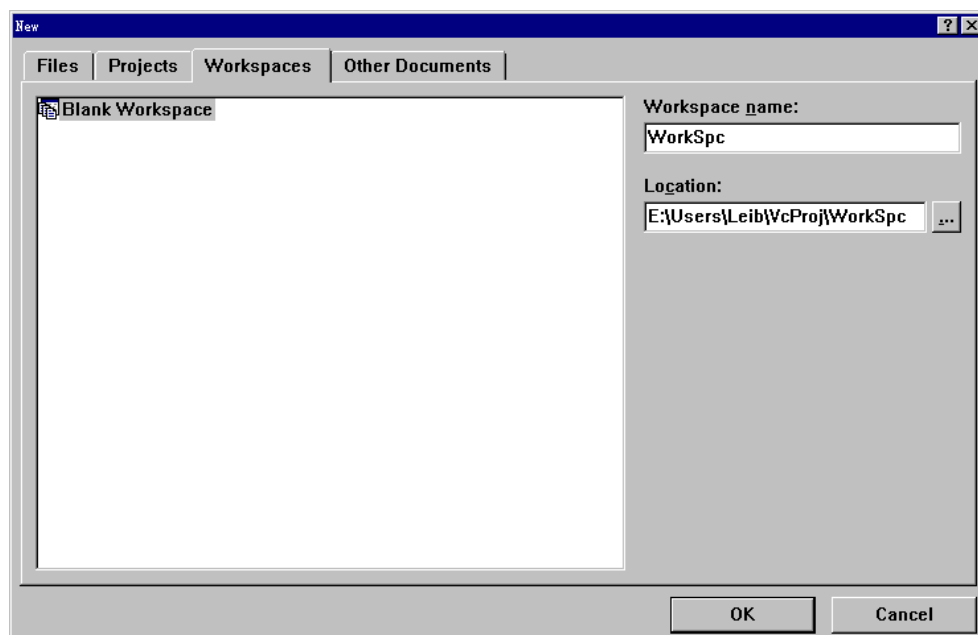 New
Files Projects Workspaces Other Documents
Blank Workspace
Workspace name:
WorkSpc
Location:
E:\Users\Leib\VcProj\WorkSpc ...
OK Cancel